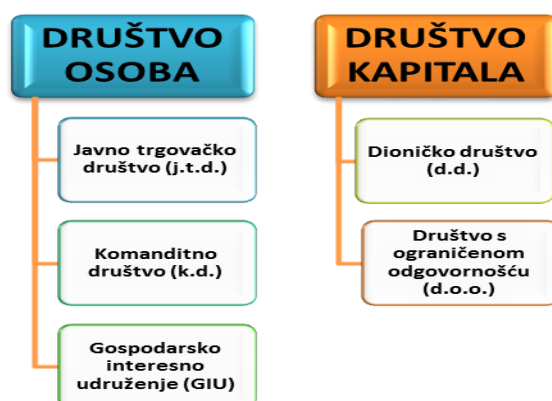 DRUŠTVO
OSOBA
Javno trgovačko
društvo (j.t.d.)
Komanditno
društvo (k.d.)
Gospodarsko
interesno
udruženje (GIU)
DRUŠTVO
KAPITALA
Dioničko društvo
(d.d.)
Društvo s
ograničenom
odgovornošću
(d.o.o.)